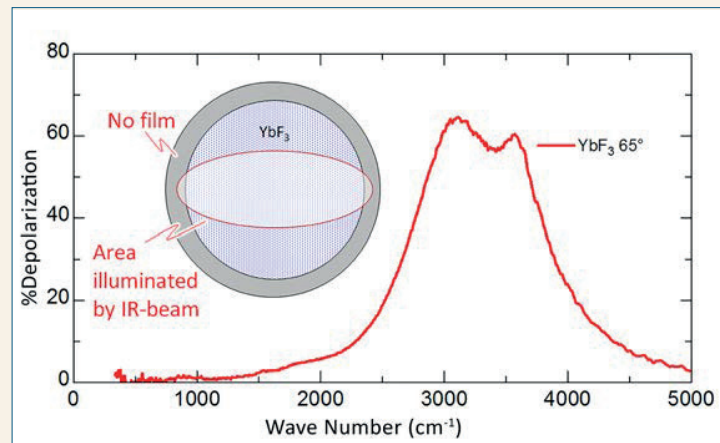 80
60
40
20
0
%Depolarization
No film
YbF₃
Area
illuminated
by IR-beam
YbF₃ 65°
0 1000 2000 3000 4000 5000
Wave Number (cm⁻¹)